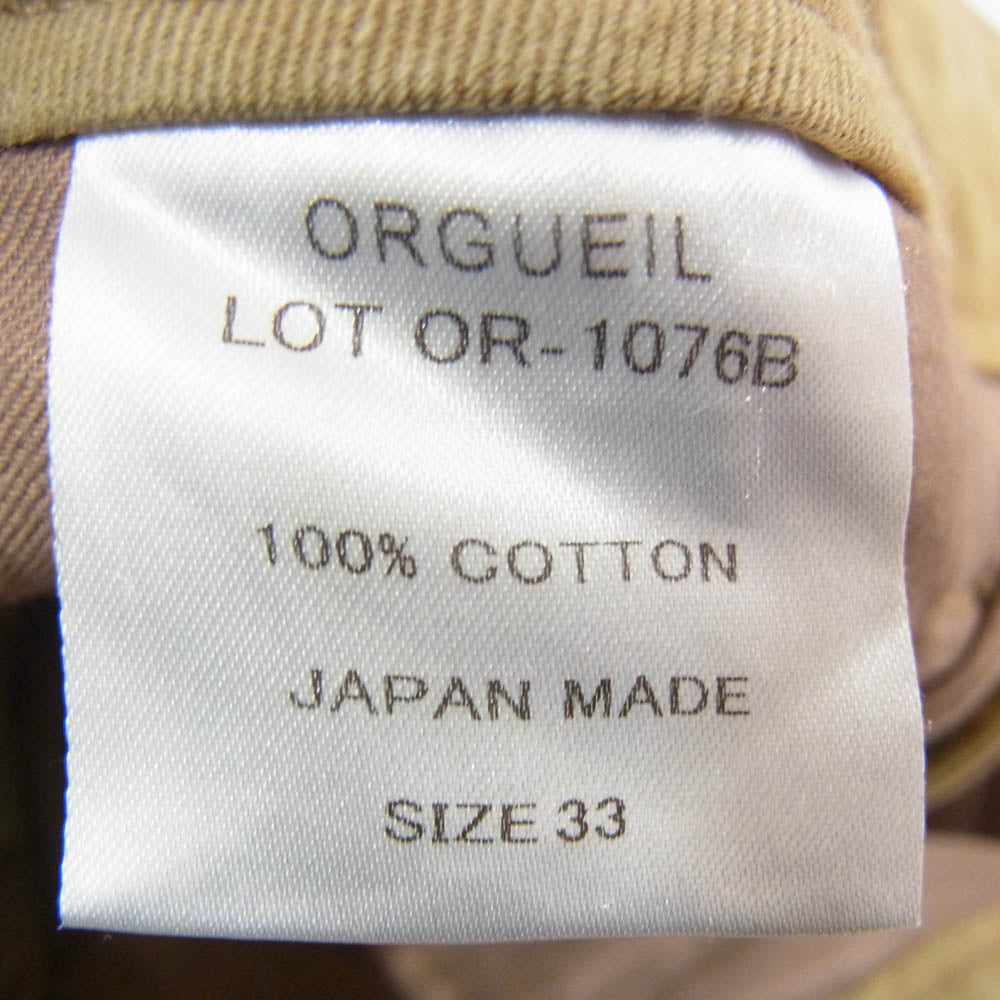 ORGUEIL
LOT OR-1076B
100% COTTON
JAPAN MADE
SIZE 33